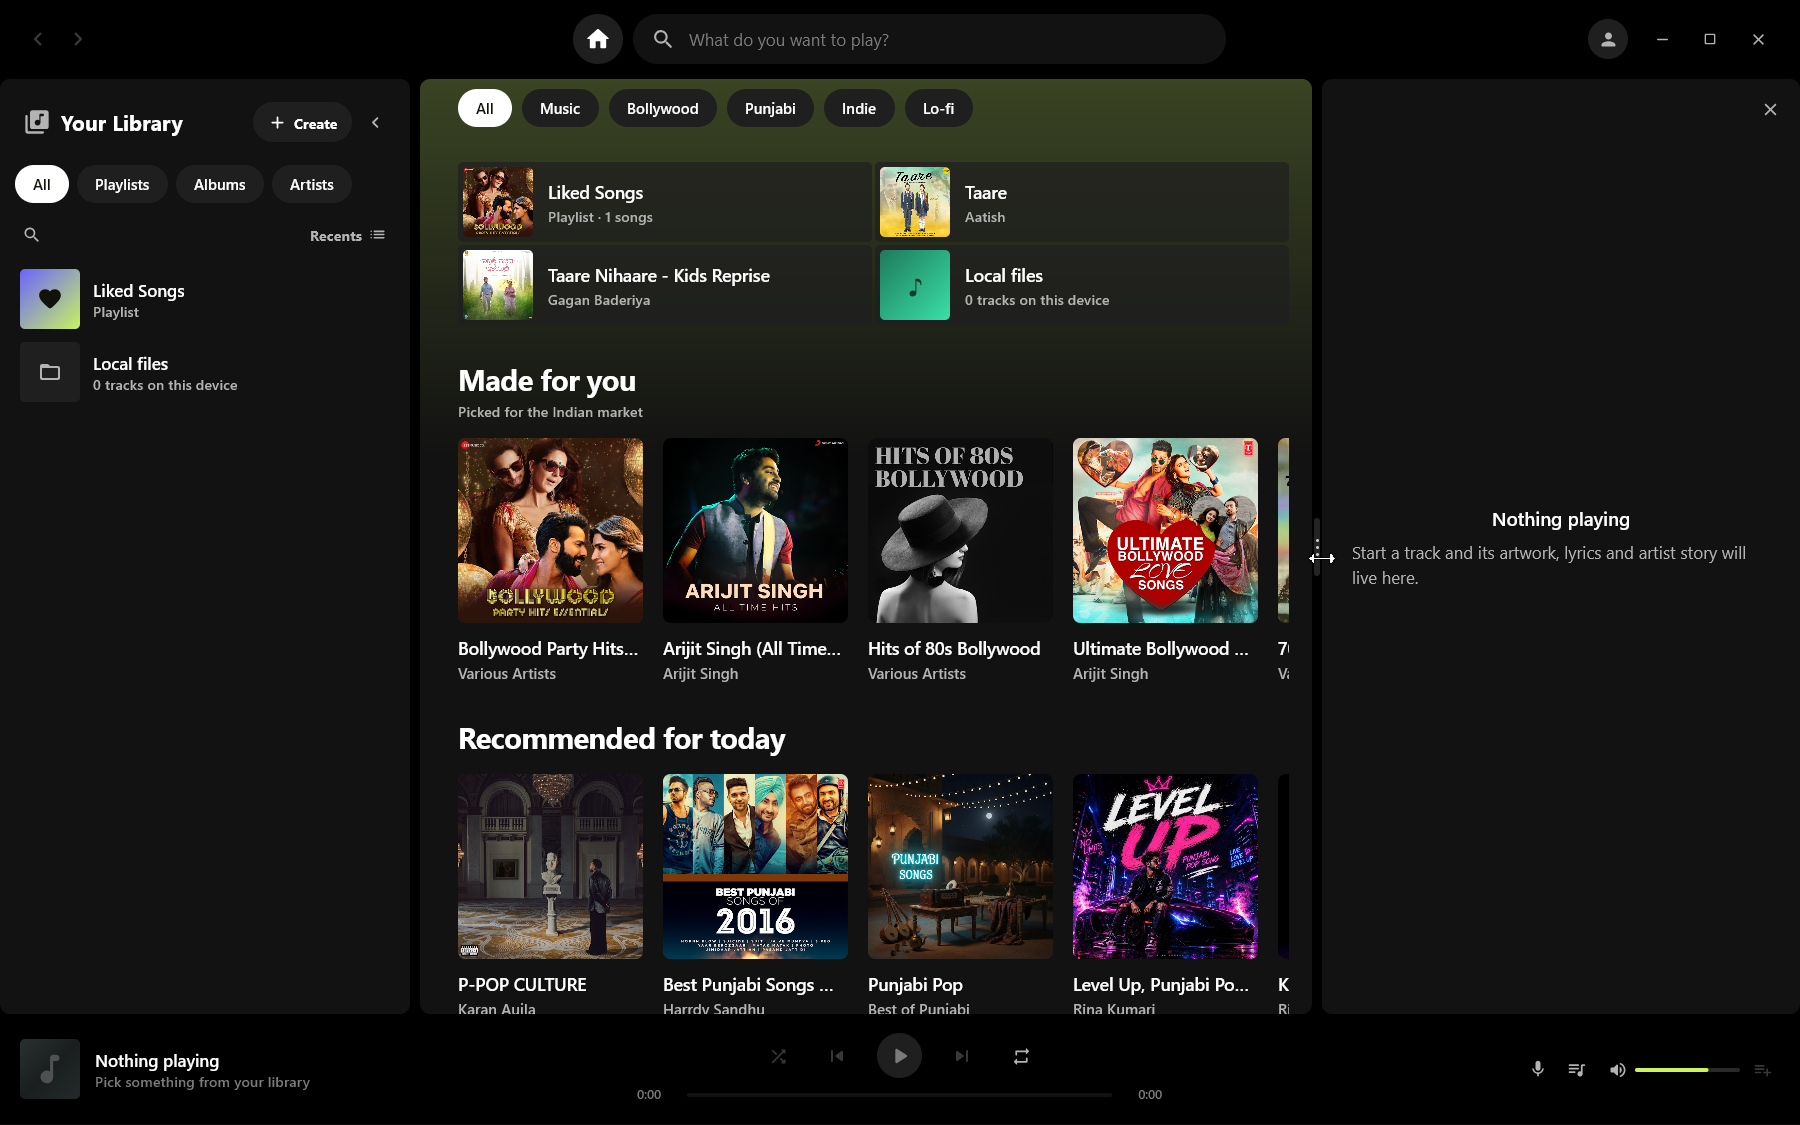 What do you want to play?
Your Library
Create
All
Playlists
Albums
Artists
Recents
Liked Songs
Playlist
Local files
0 tracks on this device
All
Music
Bollywood
Punjabi
Indie
Lo-fi
Liked Songs
Playlist · 1 songs
Taare
Taare
Aatish
Taare Nihaare - Kids Reprise
Gagan Baderiya
Local files
0 tracks on this device
Made for you
Picked for the Indian market
BOLLYWOOD
PARTY HITS ESSENTIALS
ARIJIT SINGH
ALL TIME HITS
HITS OF 80S
BOLLYWOOD
ULTIMATE
BOLLYWOOD
LOVE
SONGS
Bollywood Party Hits...
Various Artists
Arijit Singh (All Time...
Arijit Singh
Hits of 80s Bollywood
Various Artists
Ultimate Bollywood ...
Arijit Singh
Recommended for today
BEST PUNJABI
SONGS OF
2016
PUNJABI
SONGS
LEVEL
UP
PUNJABI
POP SONG
P-POP CULTURE
Karan Aujla
Best Punjabi Songs ...
Harrdy Sandhu
Punjabi Pop
Best of Punjabi
Level Up, Punjabi Po...
Rina Kumari
K
Ri
Nothing playing
Start a track and its artwork, lyrics and artist story will
live here.
Nothing playing
Pick something from your library
0:00
0:00